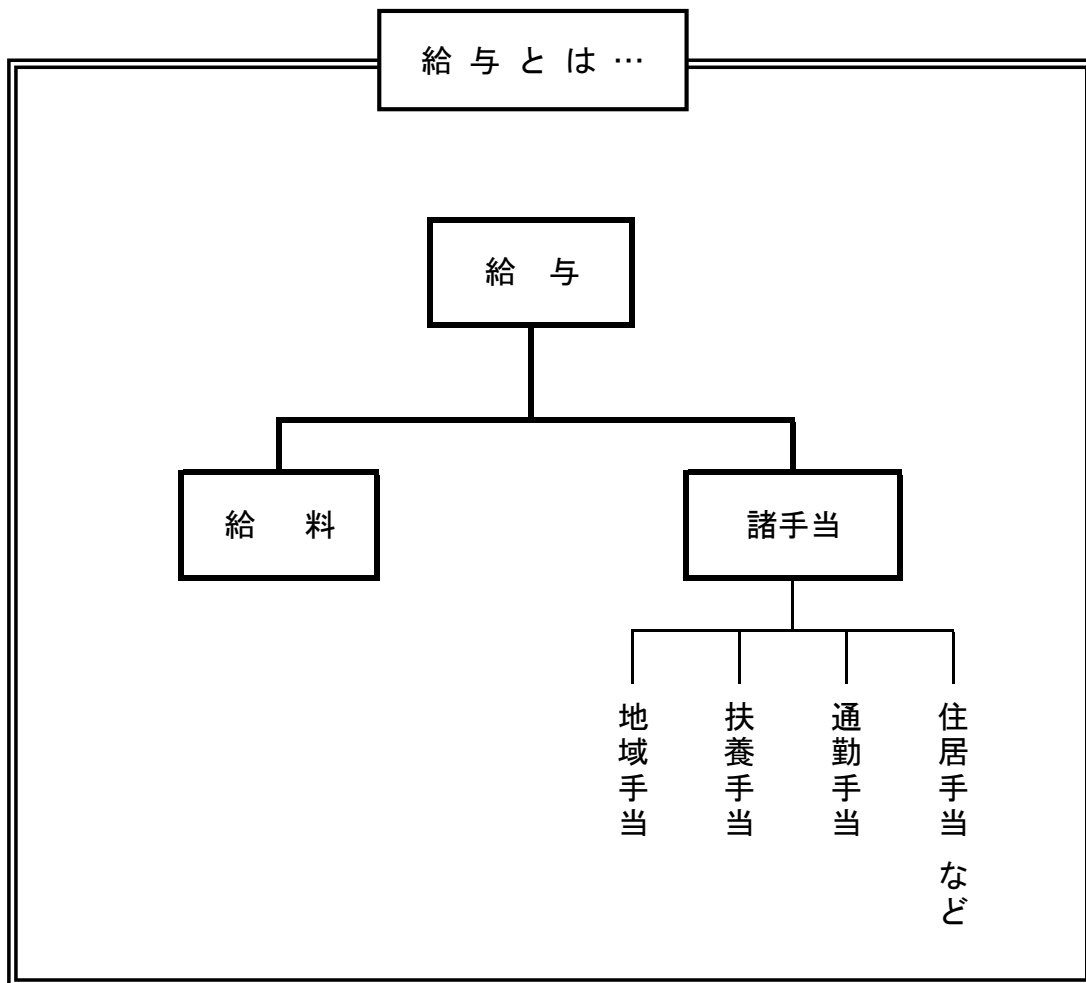 給与とは…
給　与
給　料
諸手当
地域手当
扶養手当
通勤手当
住居手当 など